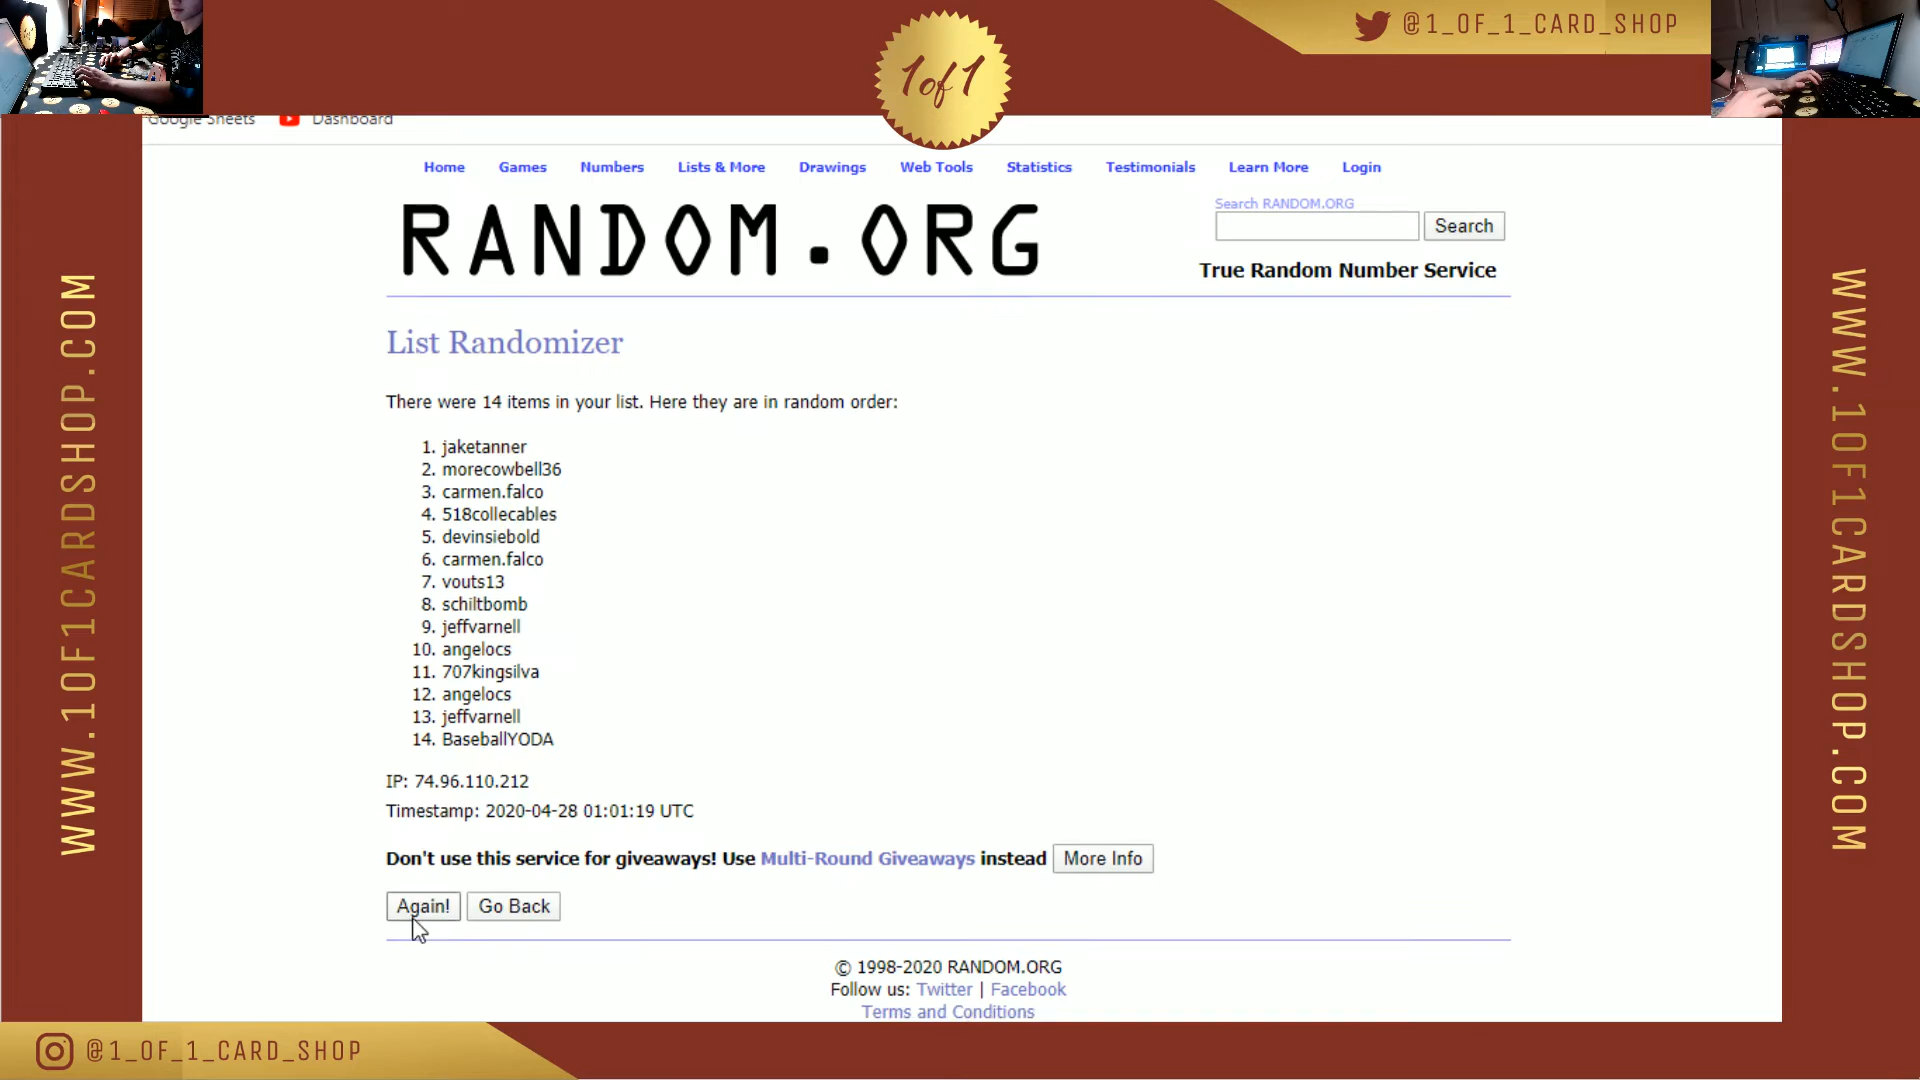 1of1
@1_OF_1_CARD_SHOP
Google Sheets Dashboard
Home Games Numbers Lists & More Drawings Web Tools Statistics Testimonials Learn More Login
RANDOM.ORG
Search RANDOM.ORG
Search
True Random Number Service
List Randomizer
There were 14 items in your list. Here they are in random order:
1. jaketanner
2. morecowbell36
3. carmen.falco
4. 518collecables
5. devinsiebold
6. carmen.falco
7. vouts13
8. schiltbomb
9. jeffvarnell
10. angelocs
11. 707kingsilva
12. angelocs
13. jeffvarnell
14. BaseballYODA
IP: 74.96.110.212
Timestamp: 2020-04-28 01:01:19 UTC
Don't use this service for giveaways! Use Multi-Round Giveaways instead More Info
Again! Go Back
© 1998-2020 RANDOM.ORG
Follow us: Twitter | Facebook
Terms and Conditions
WWW.1OF1CARDSHOP.COM
WWW.1OF1CARDSHOP.COM
@1_OF_1_CARD_SHOP